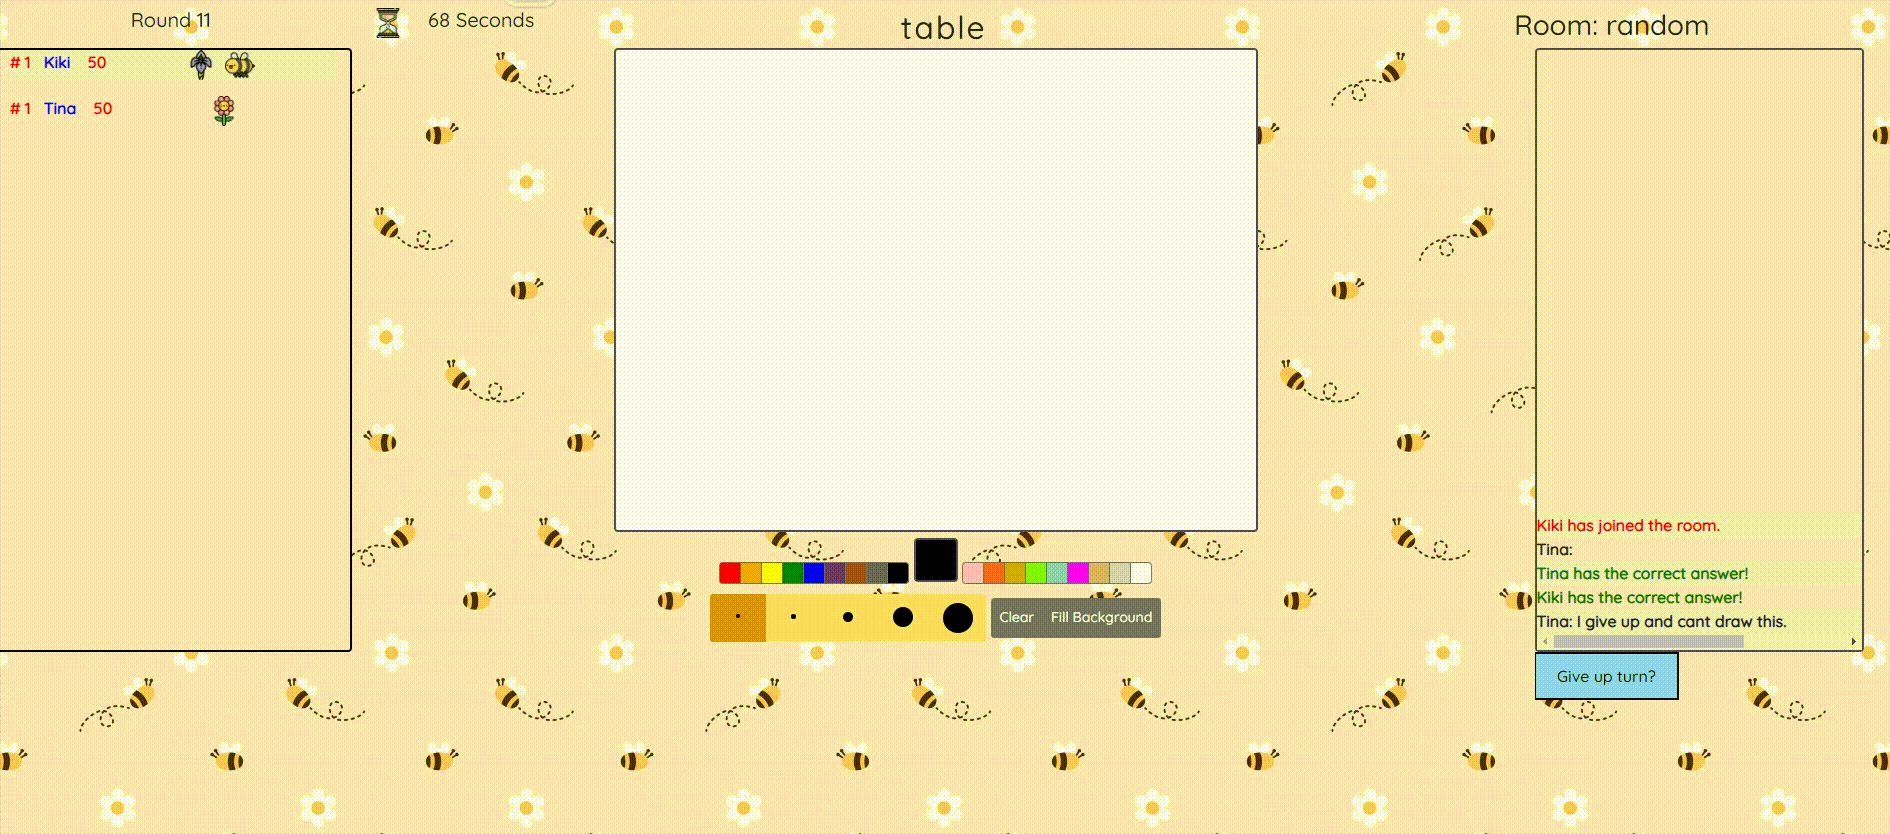 Round 11
68 Seconds
table
Room: random
#1 Kiki 50
#1 Tina 50
Kiki has joined the room.
Tina:
Tina has the correct answer!
Kiki has the correct answer!
Tina: I give up and cant draw this.
Clear Fill Background
Give up turn?